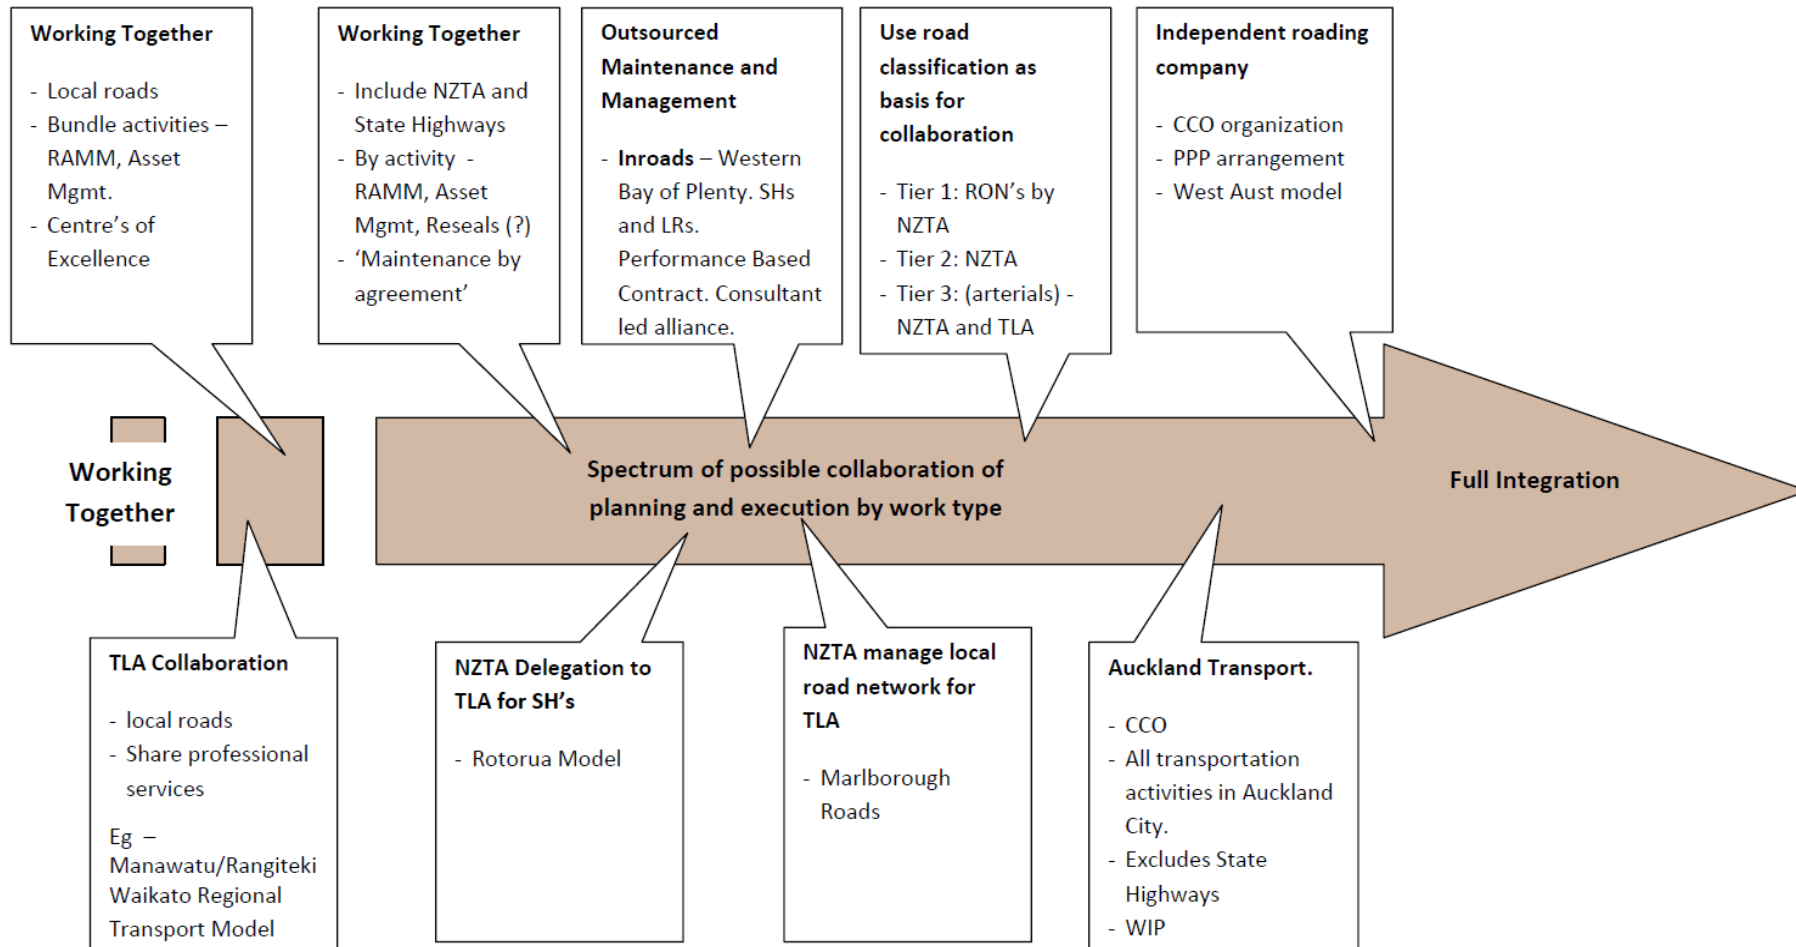 Working Together
- Local roads
- Bundle activities –
RAMM, Asset
Mgmt.
- Centre’s of
Excellence
Working Together
- Include NZTA and
State Highways
- By activity  -
RAMM, Asset
Mgmt, Reseals (?)
- ‘Maintenance by
agreement’
Outsourced
Maintenance and
Management
- Inroads – Western
Bay of Plenty. SHs
and LRs.
Performance Based
Contract. Consultant
led alliance.
Use road
classification as
basis for
collaboration
- Tier 1: RON’s by
NZTA
- Tier 2: NZTA
- Tier 3: (arterials) -
NZTA and TLA
Independent roading
company
- CCO organization
- PPP arrangement
- West Aust model
Working
Together
Spectrum of possible collaboration of
planning and execution by work type
Full Integration
TLA Collaboration
- local roads
- Share professional
services
Eg –
Manawatu/Rangiteki
Waikato Regional
Transport Model
NZTA Delegation to
TLA for SH’s
- Rotorua Model
NZTA manage local
road network for
TLA
- Marlborough
Roads
Auckland Transport.
- CCO
- All transportation
activities in Auckland
City.
- Excludes State
Highways
- WIP